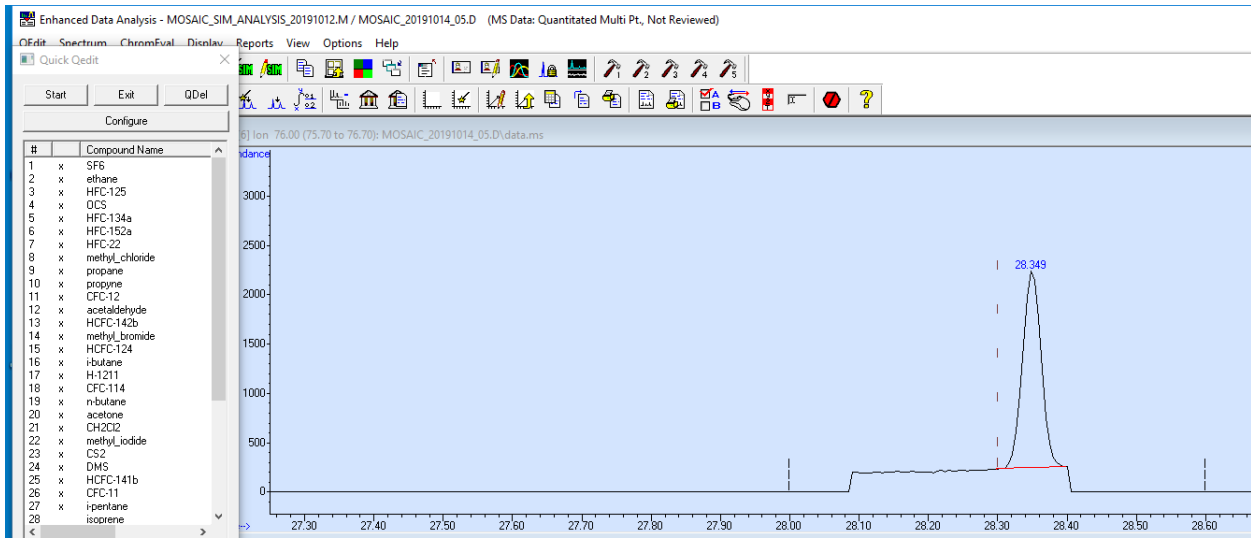 Enhanced Data Analysis - MOSAIC_SIM_ANALYSIS_20191012.M / MOSAIC_20191014_05.D (MS Data: Quantitated Multi Pt., Not Reviewed)
QEdit Spectrum ChromEval Display Reports View Options Help
Quick Qedit
SIM SIM
1 2 3 4 5
Start Exit QDel
Configure
6] Ion 76.00 (75.70 to 76.70): MOSAIC_20191014_05.D\data.ms
# Compound Name
1 x SF6
2 x ethane
3 x HFC-125
4 x OCS
5 x HFC-134a
6 x HFC-152a
7 x HFC-22
8 x methyl_chloride
9 x propane
10 x propyne
11 x CFC-12
12 x acetaldehyde
13 x HCFC-142b
14 x methyl_bromide
15 x HCFC-124
16 x i-butane
17 x H-1211
18 x CFC-114
19 x n-butane
20 x acetone
21 x CH2Cl2
22 x methyl_iodide
23 x CS2
24 x DMS
25 x HCFC-141b
26 x CFC-11
27 x i-pentane
28 isoprene
ndance
3000
2500
2000
1500
1000
500
0
28.349
-->
27.30 27.40 27.50 27.60 27.70 27.80 27.90 28.00 28.10 28.20 28.30 28.40 28.50 28.60